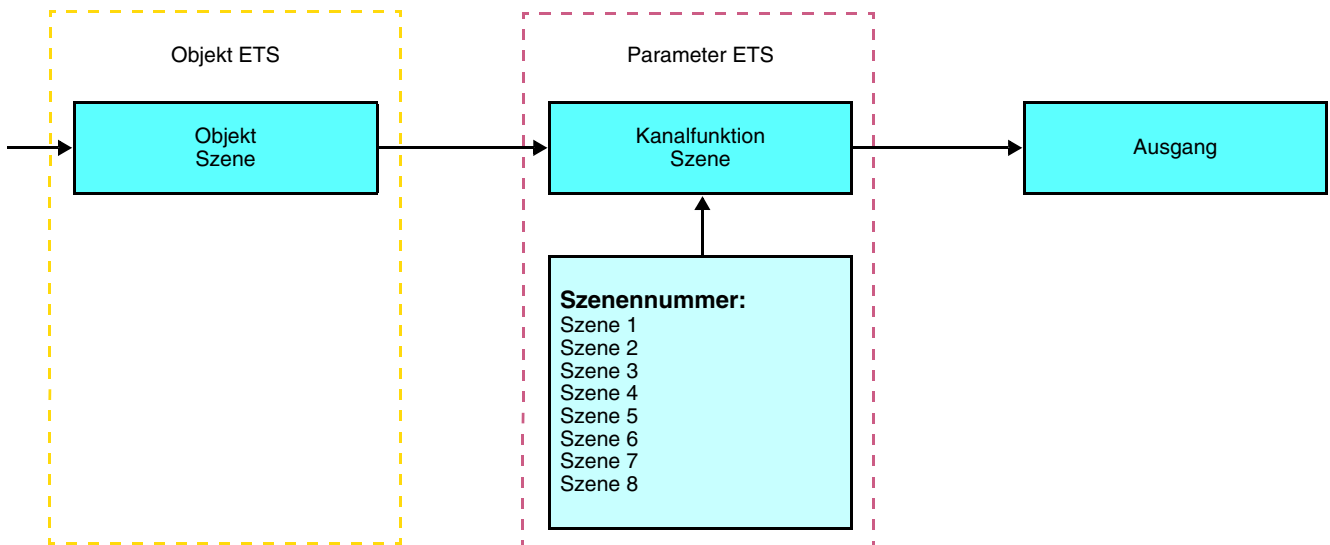 Objekt ETS
Parameter ETS
Objekt
Szene
Kanalfunktion
Szene
Ausgang
Szenennummer:
Szene 1
Szene 2
Szene 3
Szene 4
Szene 5
Szene 6
Szene 7
Szene 8